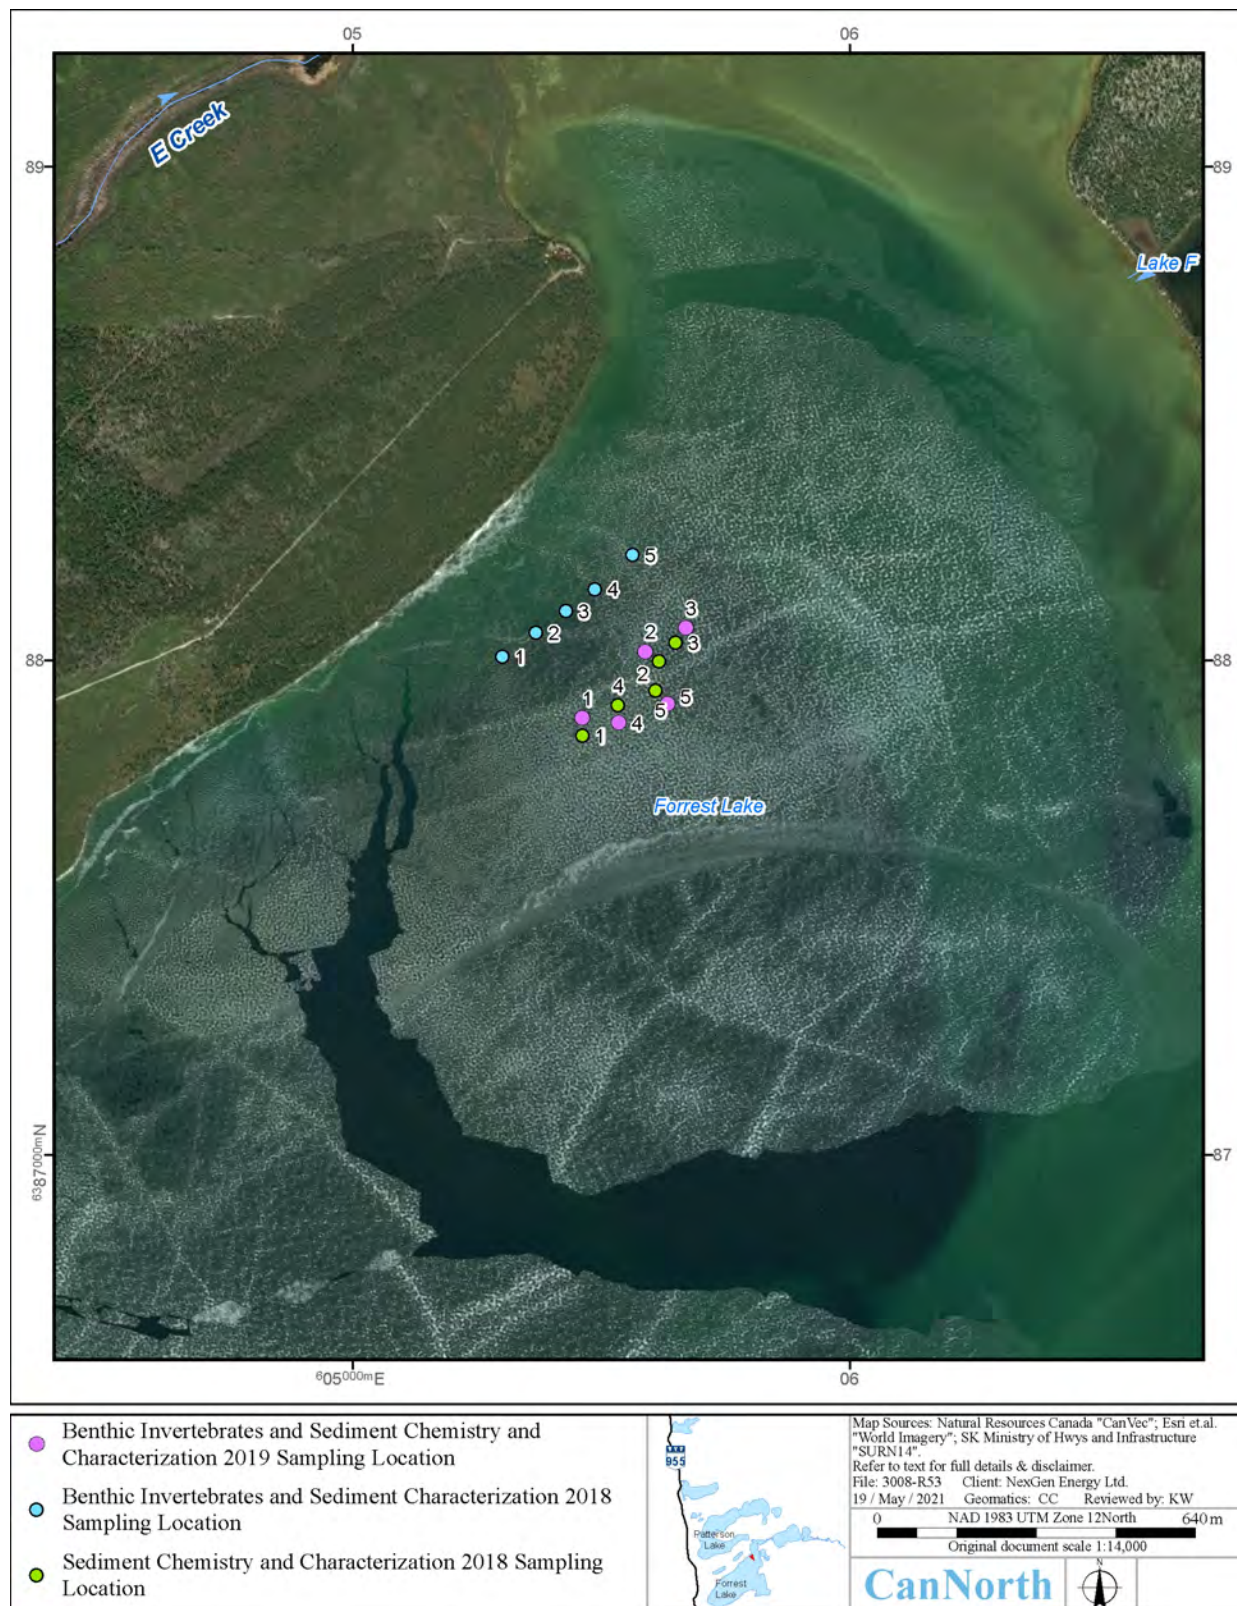 05 06
E Creek
89 89
Lake F
5
4
3
3
2
2
3
1
2
4
1
5
5
4
1
88 88
Forrest Lake
6387000mN
87
605000mE 06
Benthic Invertebrates and Sediment Chemistry and
Characterization 2019 Sampling Location
Benthic Invertebrates and Sediment Characterization 2018
Sampling Location
Sediment Chemistry and Characterization 2018 Sampling
Location
955
Patterson
Lake
Forrest
Lake
Map Sources: Natural Resources Canada "CanVec"; Esri et.al.
"World Imagery"; SK Ministry of Hwys and Infrastructure
"SURN14".
Refer to text for full details & disclaimer.
File: 3008-R53 Client: NexGen Energy Ltd.
19 / May / 2021 Geomatics: CC Reviewed by: KW
0 NAD 1983 UTM Zone 12North 640 m
Original document scale 1:14,000
CanNorth
N